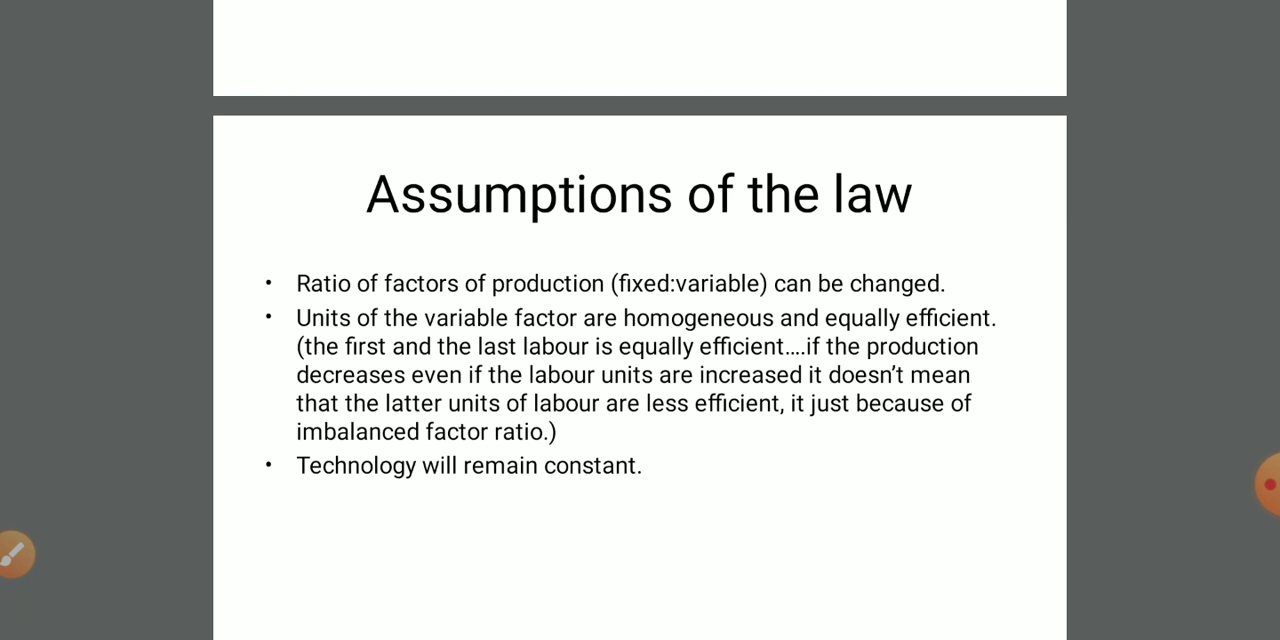 Assumptions of the law
• Ratio of factors of production (fixed:variable) can be changed.
• Units of the variable factor are homogeneous and equally efficient.
(the first and the last labour is equally efficient....if the production
decreases even if the labour units are increased it doesn’t mean
that the latter units of labour are less efficient, it just because of
imbalanced factor ratio.)
• Technology will remain constant.